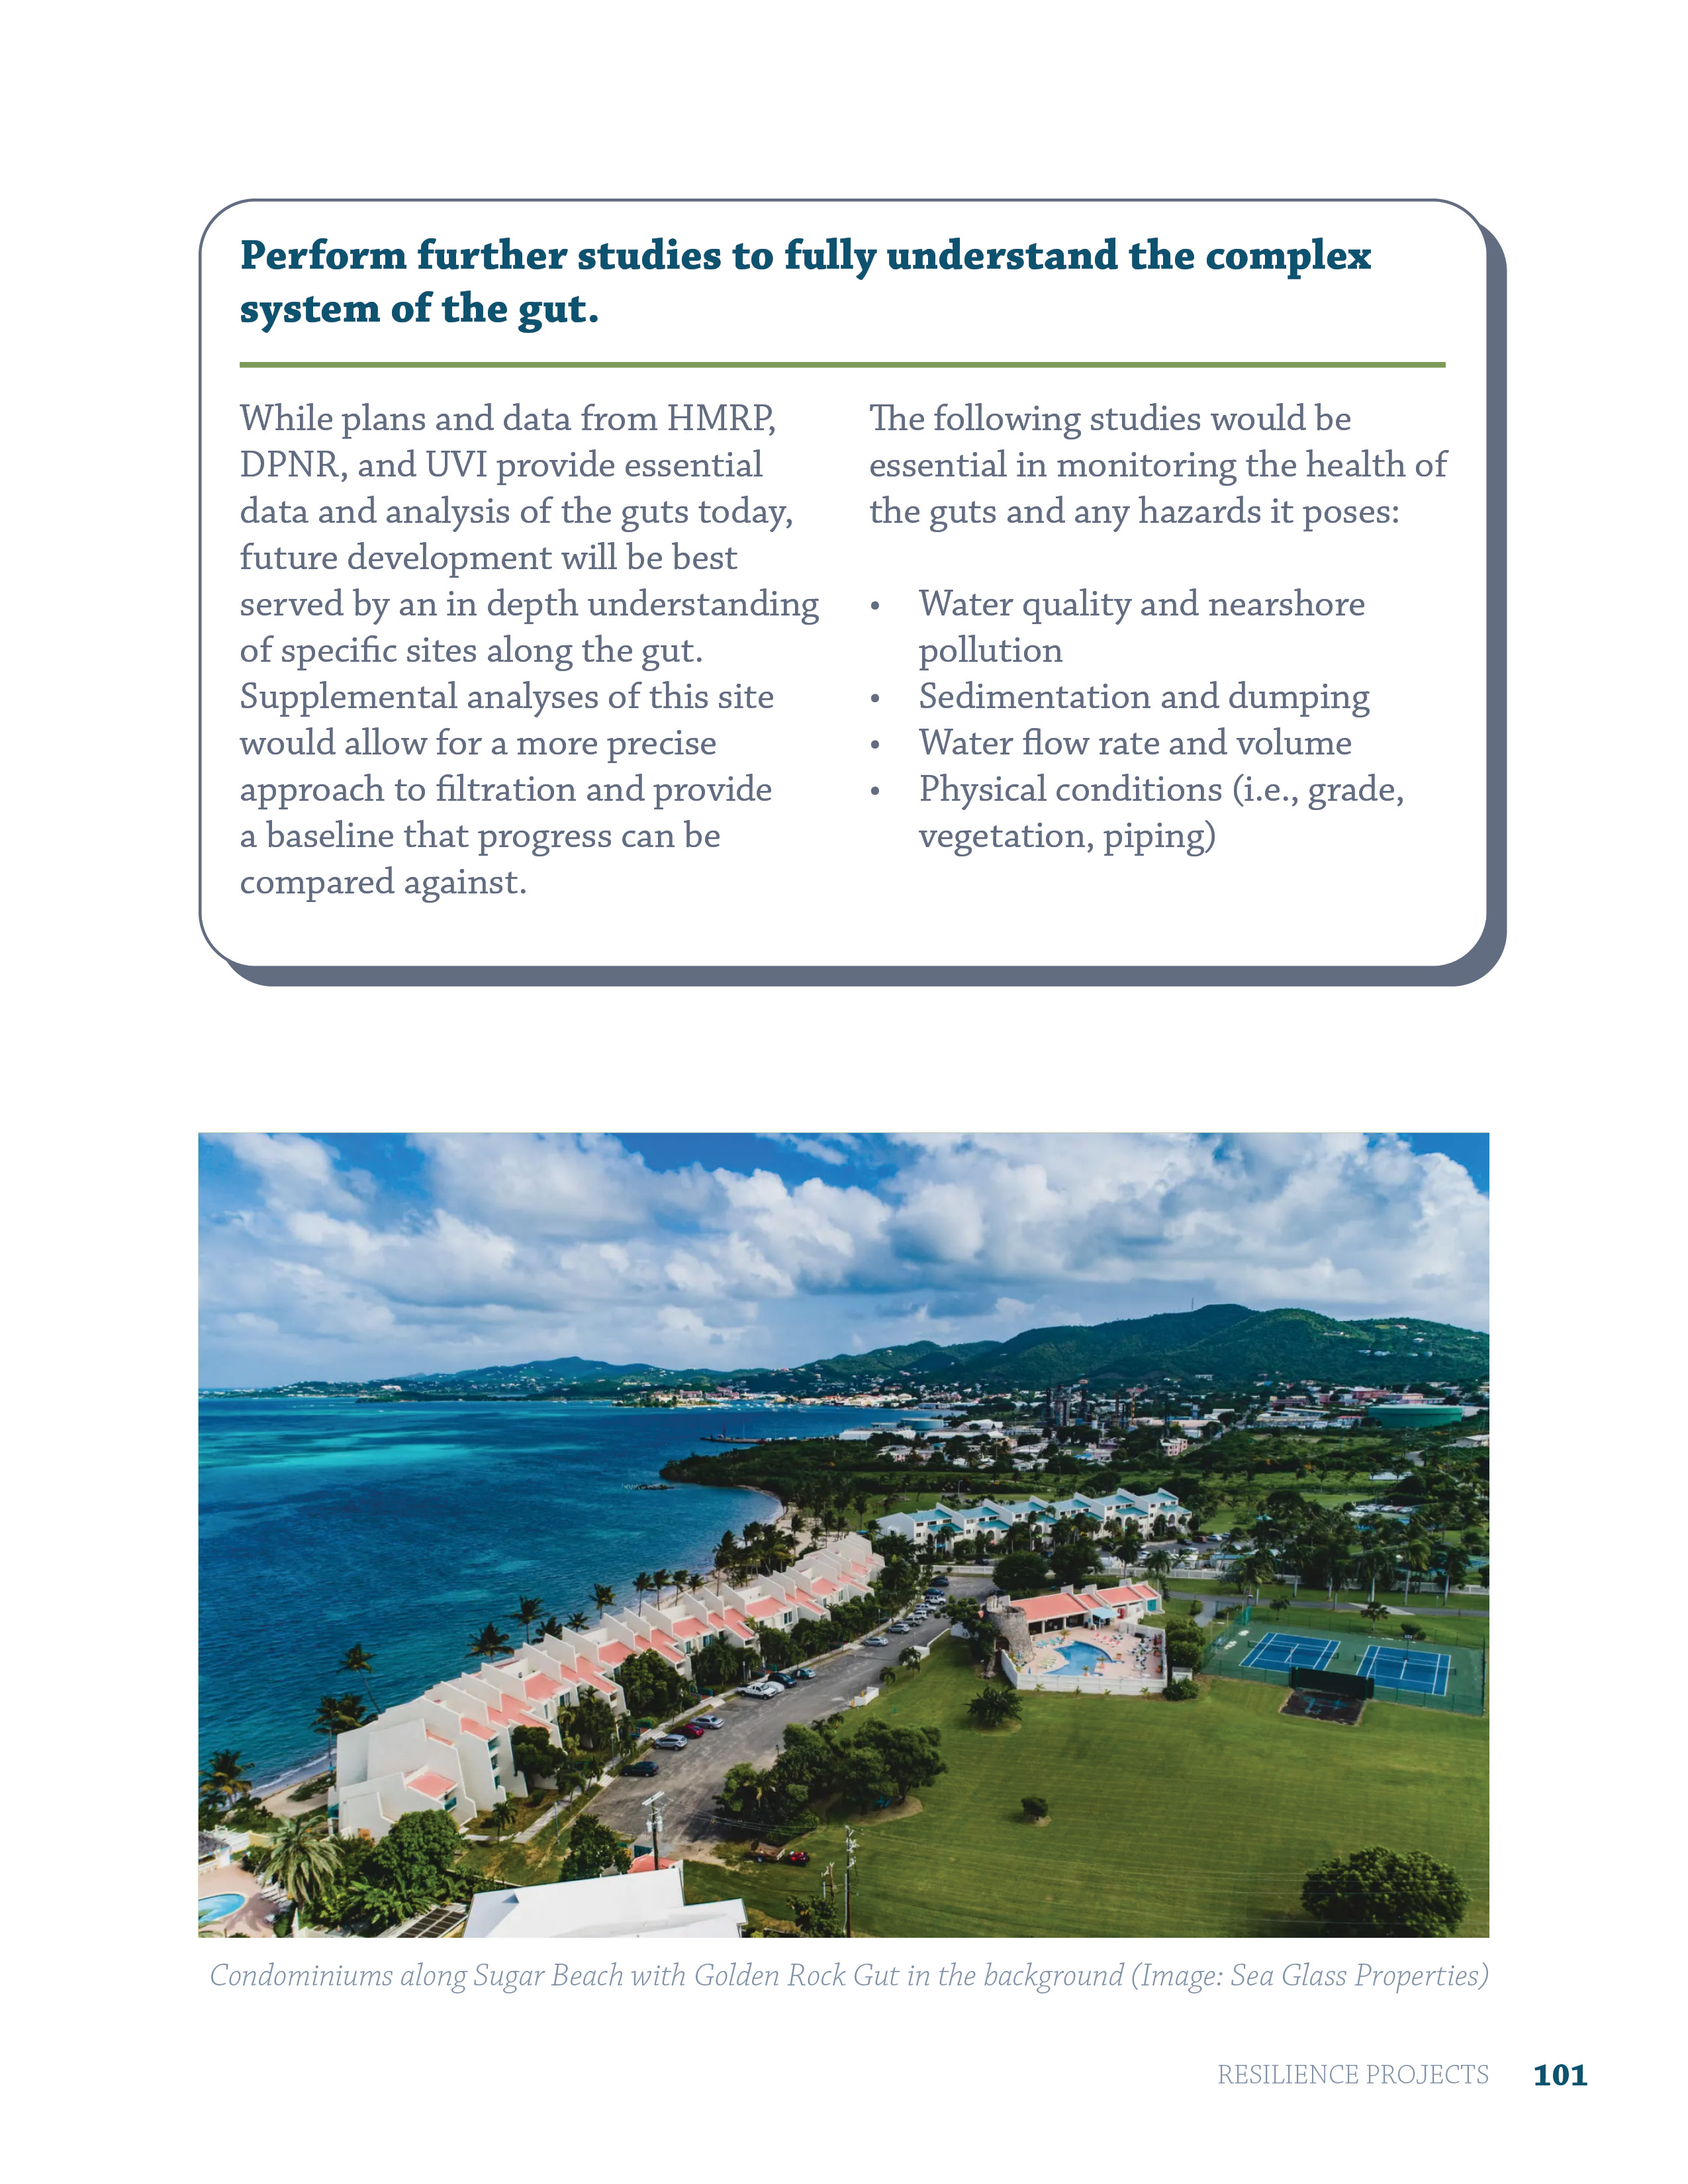 Perform further studies to fully understand the complex
system of the gut.
While plans and data from HMRP,
DPNR, and UVI provide essential
data and analysis of the guts today,
future development will be best
served by an in depth understanding
of specific sites along the gut.
Supplemental analyses of this site
would allow for a more precise
approach to filtration and provide
a baseline that progress can be
compared against.
The following studies would be
essential in monitoring the health of
the guts and any hazards it poses:
• Water quality and nearshore
pollution
• Sedimentation and dumping
• Water flow rate and volume
• Physical conditions (i.e., grade,
vegetation, piping)
Condominiums along Sugar Beach with Golden Rock Gut in the background (Image: Sea Glass Properties)
RESILIENCE PROJECTS 101